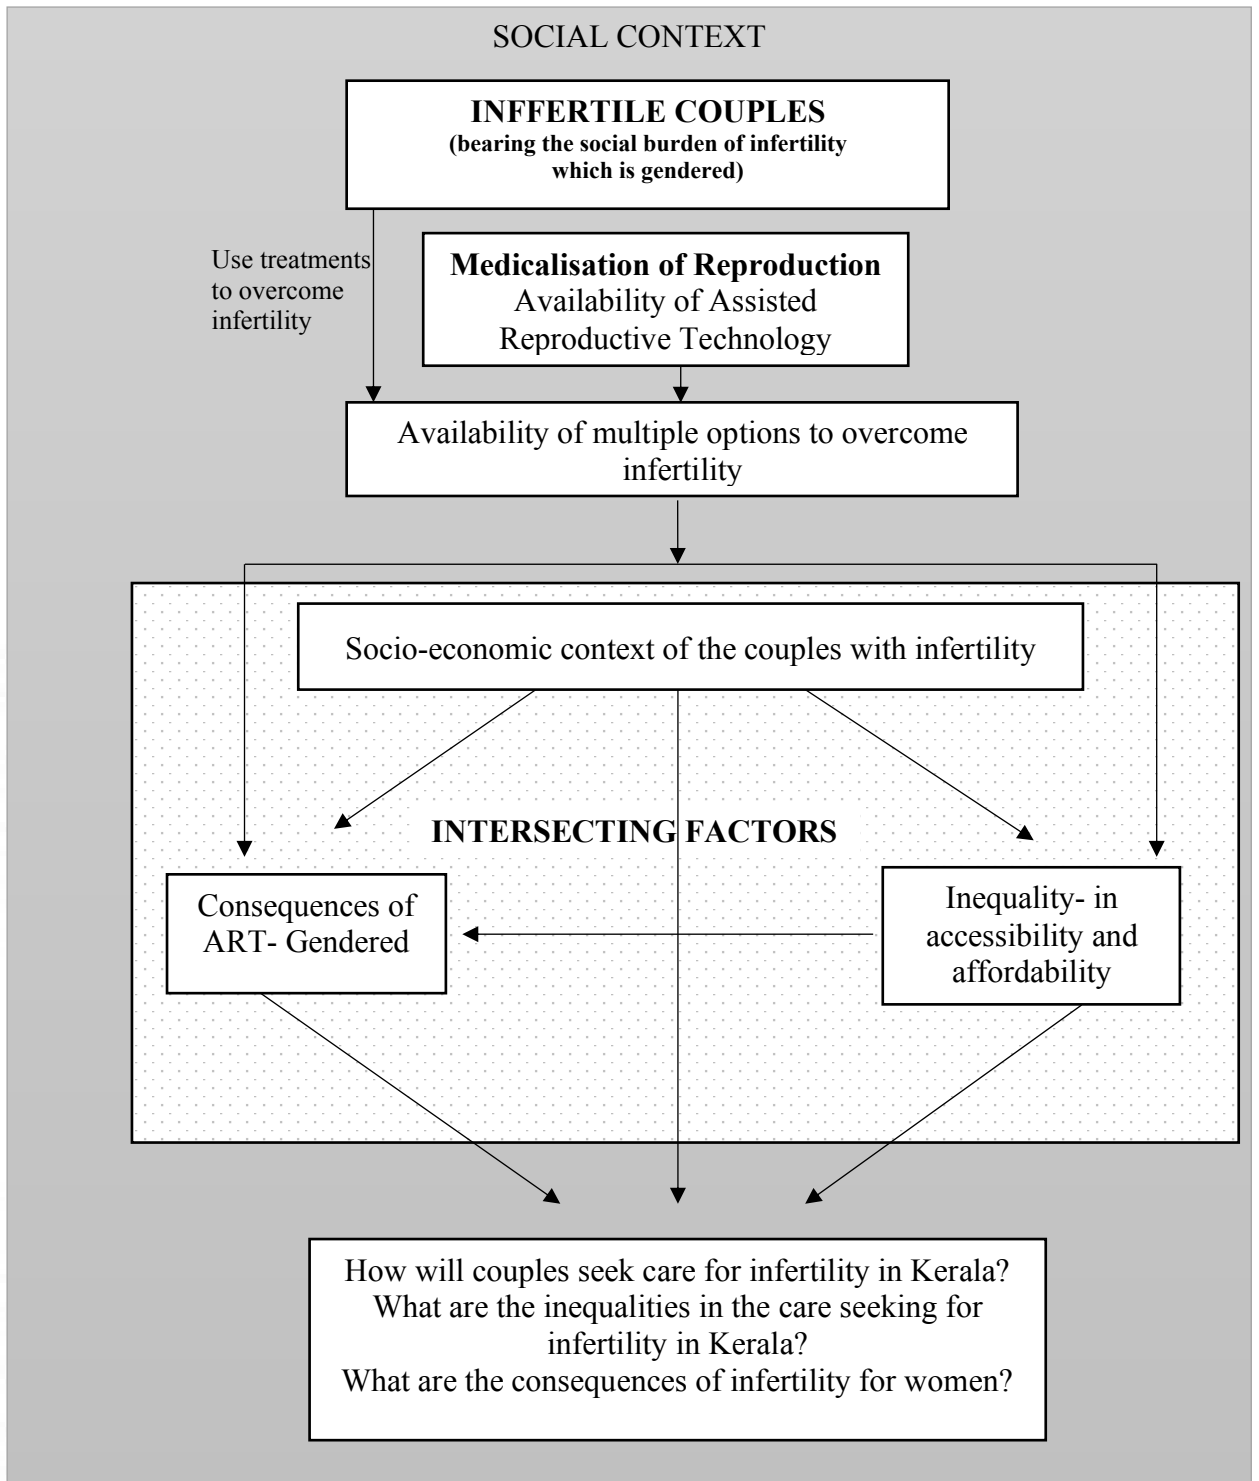 SOCIAL CONTEXT
INFFERTILE COUPLES
(bearing the social burden of infertility
which is gendered)
Use treatments
to overcome
infertility
Medicalisation of Reproduction
Availability of Assisted
Reproductive Technology
Availability of multiple options to overcome
infertility
Socio-economic context of the couples with infertility
INTERSECTING FACTORS
Consequences of
ART- Gendered
Inequality- in
accessibility and
affordability
How will couples seek care for infertility in Kerala?
What are the inequalities in the care seeking for
infertility in Kerala?
What are the consequences of infertility for women?